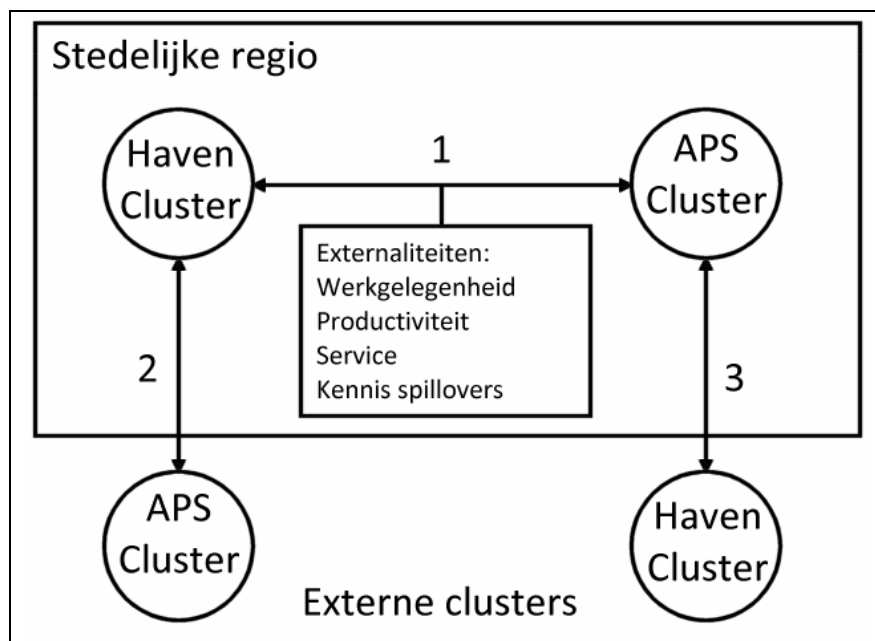 Stedelijke regio
Haven
Cluster
1
APS
Cluster
Externaliteiten:
Werkgelegenheid
Productiviteit
Service
Kennis spillovers
2
3
APS
Cluster
Haven
Cluster
Externe clusters